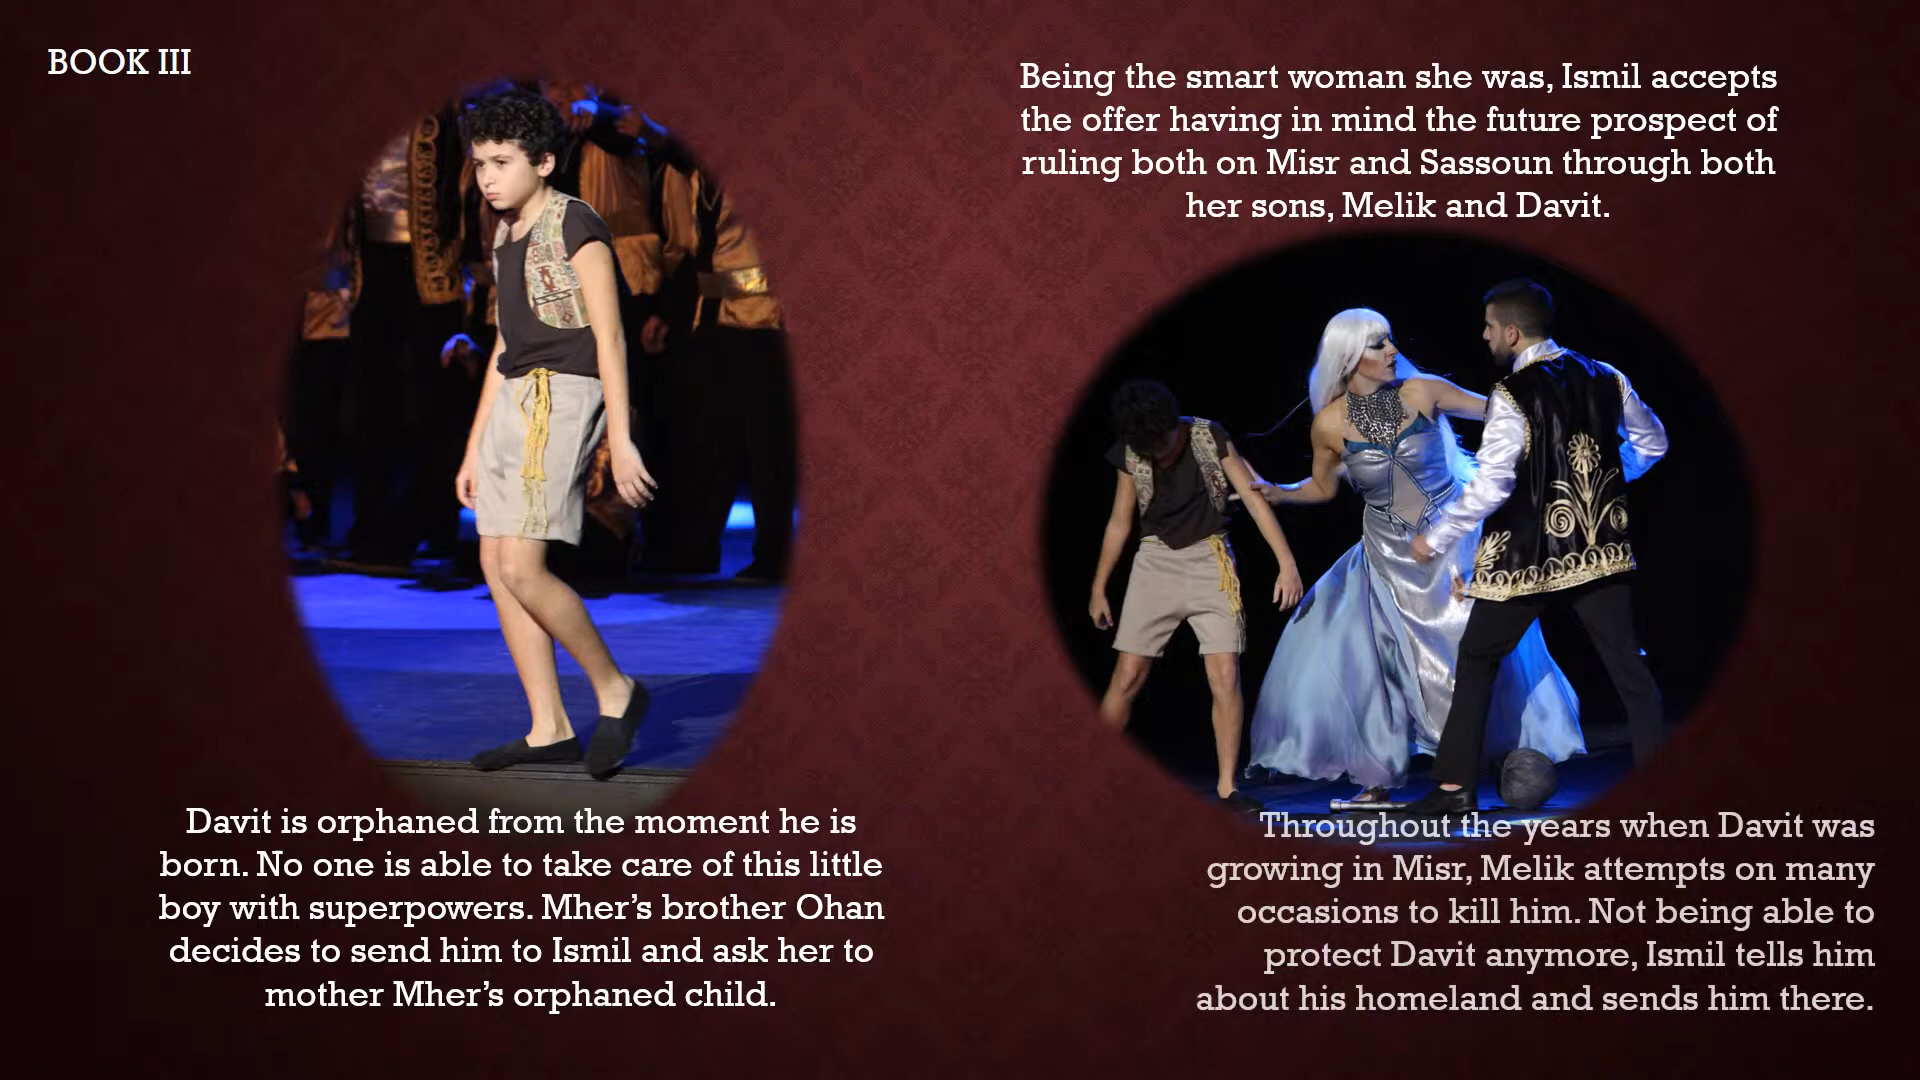 BOOK III
Davit is orphaned from the moment he is
born. No one is able to take care of this little
boy with superpowers. Mher’s brother Ohan
decides to send him to Ismil and ask her to
mother Mher’s orphaned child.
Being the smart woman she was, Ismil accepts
the offer having in mind the future prospect of
ruling both on Misr and Sassoun through both
her sons, Melik and Davit.
Throughout the years when Davit was
growing in Misr, Melik attempts on many
occasions to kill him. Not being able to
protect Davit anymore, Ismil tells him
about his homeland and sends him there.